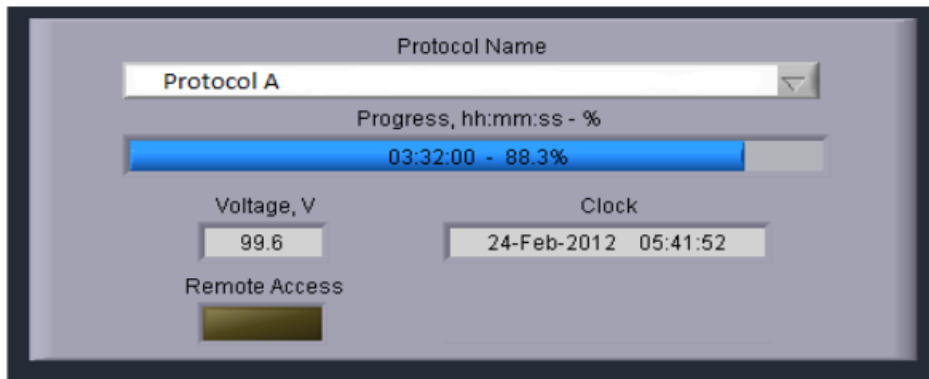 Protocol Name
Protocol A
Progress, hh:mm:ss - %
03:32:00 - 88.3%
Voltage, V Clock
99.6 24-Feb-2012 05:41:52
Remote Access